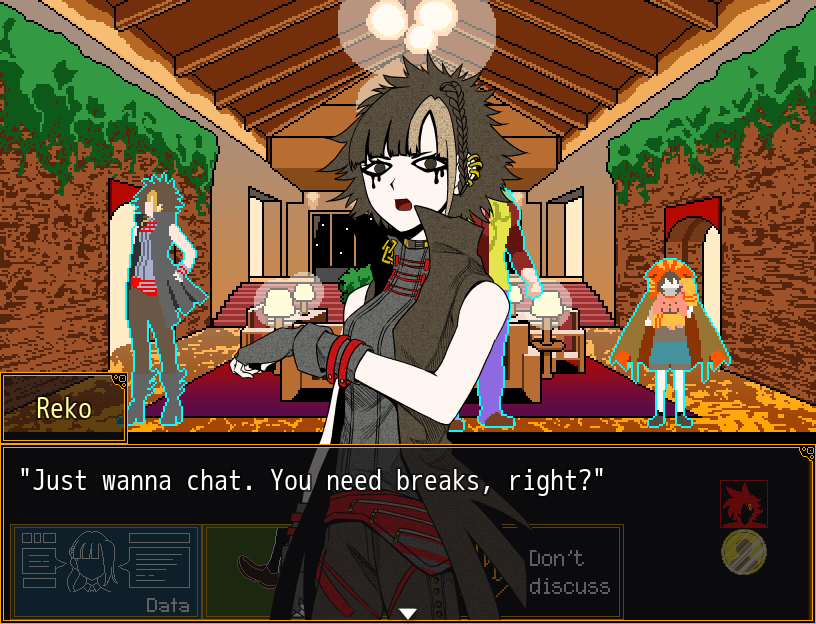 Reko
"Just wanna chat. You need breaks, right?"
Data
Don't
discuss